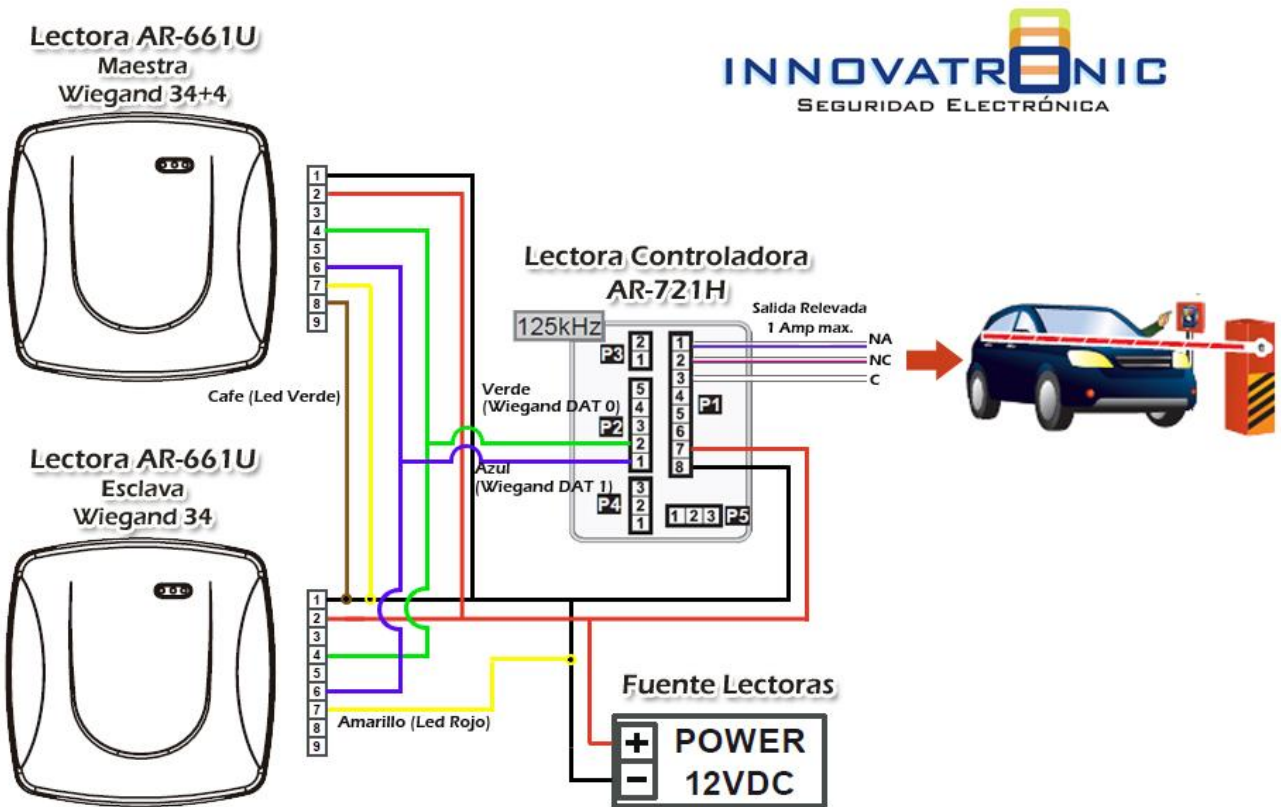 Lectora AR-661U
Maestra
Wiegand 34+4
INNOVATRONIC
SEGURIDAD ELECTRÓNICA
1
2
3
4
5
6
7
8
9
Cafe (Led Verde)
Lectora Controladora
AR-721H
125kHz
P3
2
1
Verde
(Wiegand DAT 0)
P2
5
4
3
2
1
Azul
(Wiegand DAT 1)
P4
3
2
1
1
2
3
4
5
6
7
8
P1
1 2 3 P5
Salida Relevada
1 Amp max.
NA
NC
C
Lectora AR-661U
Esclava
Wiegand 34
1
2
3
4
5
6
7
8
9
Amarillo (Led Rojo)
Fuente Lectoras
+ POWER
− 12VDC